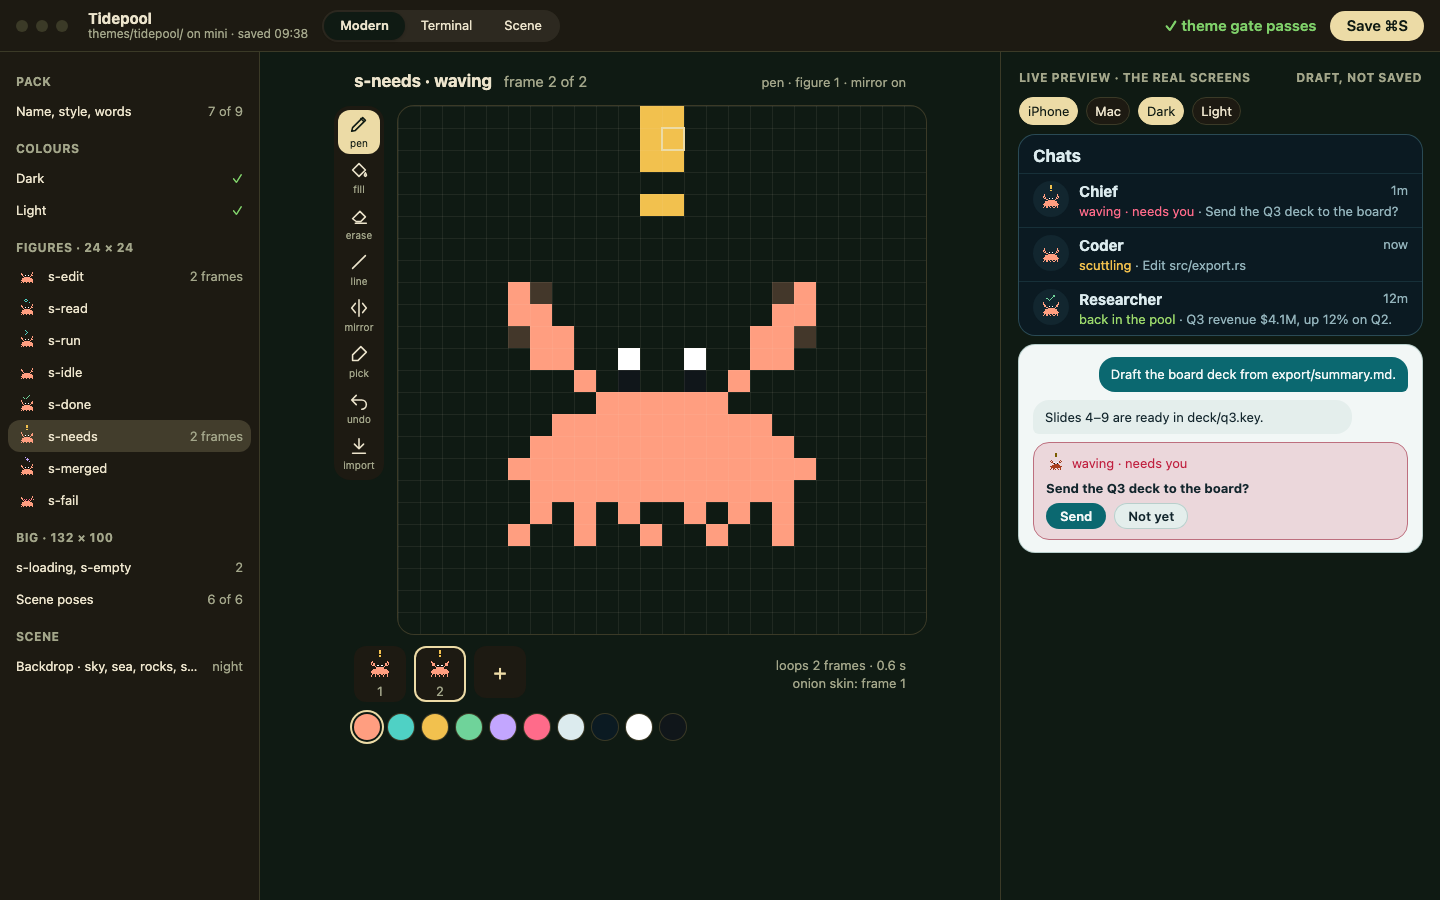 Tidepool
themes/tidepool/ on mini · saved 09:38
Modern
Terminal
Scene
✓ theme gate passes
Save ⌘S
PACK
Name, style, words
7 of 9
COLOURS
Dark
✓
Light
✓
FIGURES · 24 × 24
s-edit
2 frames
s-read
s-run
s-idle
s-done
s-needs
2 frames
s-merged
s-fail
BIG · 132 × 100
s-loading, s-empty
2
Scene poses
6 of 6
SCENE
Backdrop · sky, sea, rocks, s...
night
s-needs · waving
frame 2 of 2
pen · figure 1 · mirror on
pen
fill
erase
line
mirror
pick
undo
import
1
2
+
loops 2 frames · 0.6 s
onion skin: frame 1
LIVE PREVIEW · THE REAL SCREENS
DRAFT, NOT SAVED
iPhone
Mac
Dark
Light
Chats
Chief
1m
waving · needs you · Send the Q3 deck to the board?
Coder
now
scuttling · Edit src/export.rs
Researcher
12m
back in the pool · Q3 revenue $4.1M, up 12% on Q2.
Draft the board deck from export/summary.md.
Slides 4–9 are ready in deck/q3.key.
waving · needs you
Send the Q3 deck to the board?
Send
Not yet